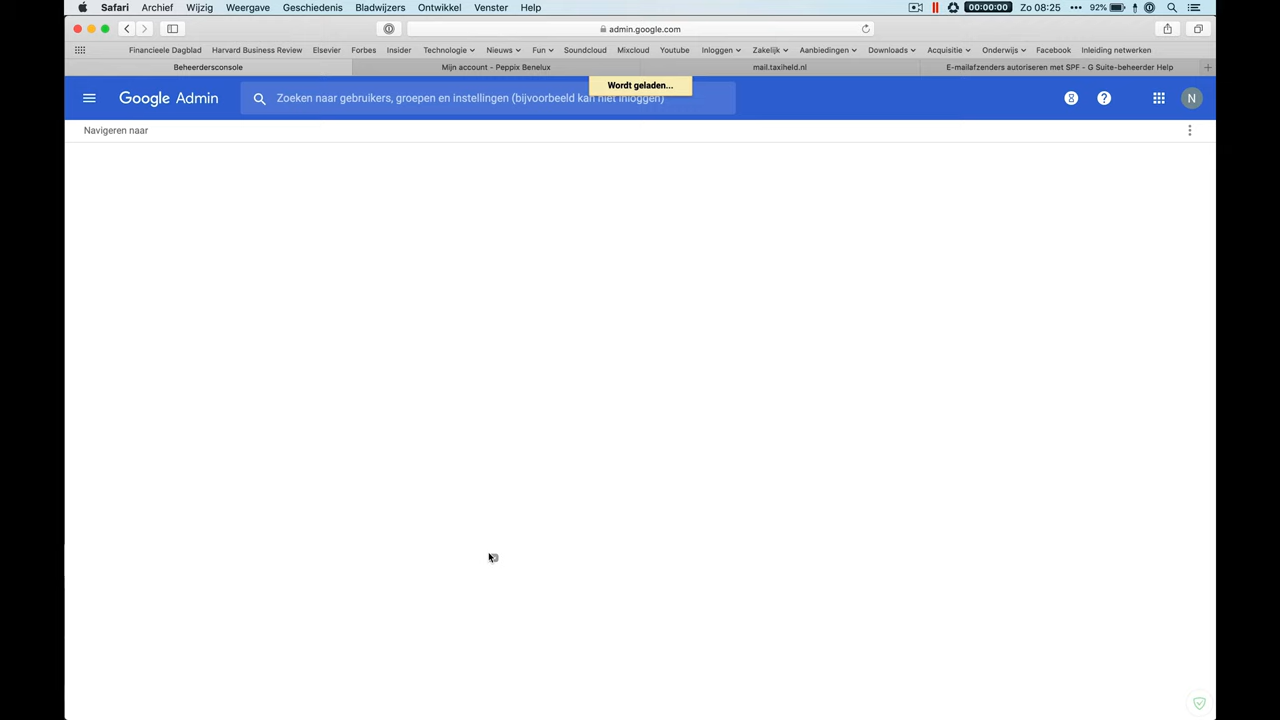 Safari Archief Wijzig Weergave Geschiedenis Bladwijzers Ontwikkel Venster Help 00:00:00 Zo 08:25 92%
admin.google.com
Financieele Dagblad Harvard Business Review Elsevier Forbes Insider Technologie Nieuws Fun Soundcloud Mixcloud Youtube Inloggen Zakelijk Aanbiedingen Downloads Acquisitie Onderwijs Facebook Inleiding netwerken
Beheerdersconsole Mijn account - Peppix Benelux mail.taxiheld.nl E-mailafzenders autoriseren met SPF - G Suite-beheerder Help
Wordt geladen...
Google Admin Zoeken naar gebruikers, groepen en instellingen (bijvoorbeeld kan niet inloggen) N
Navigeren naar